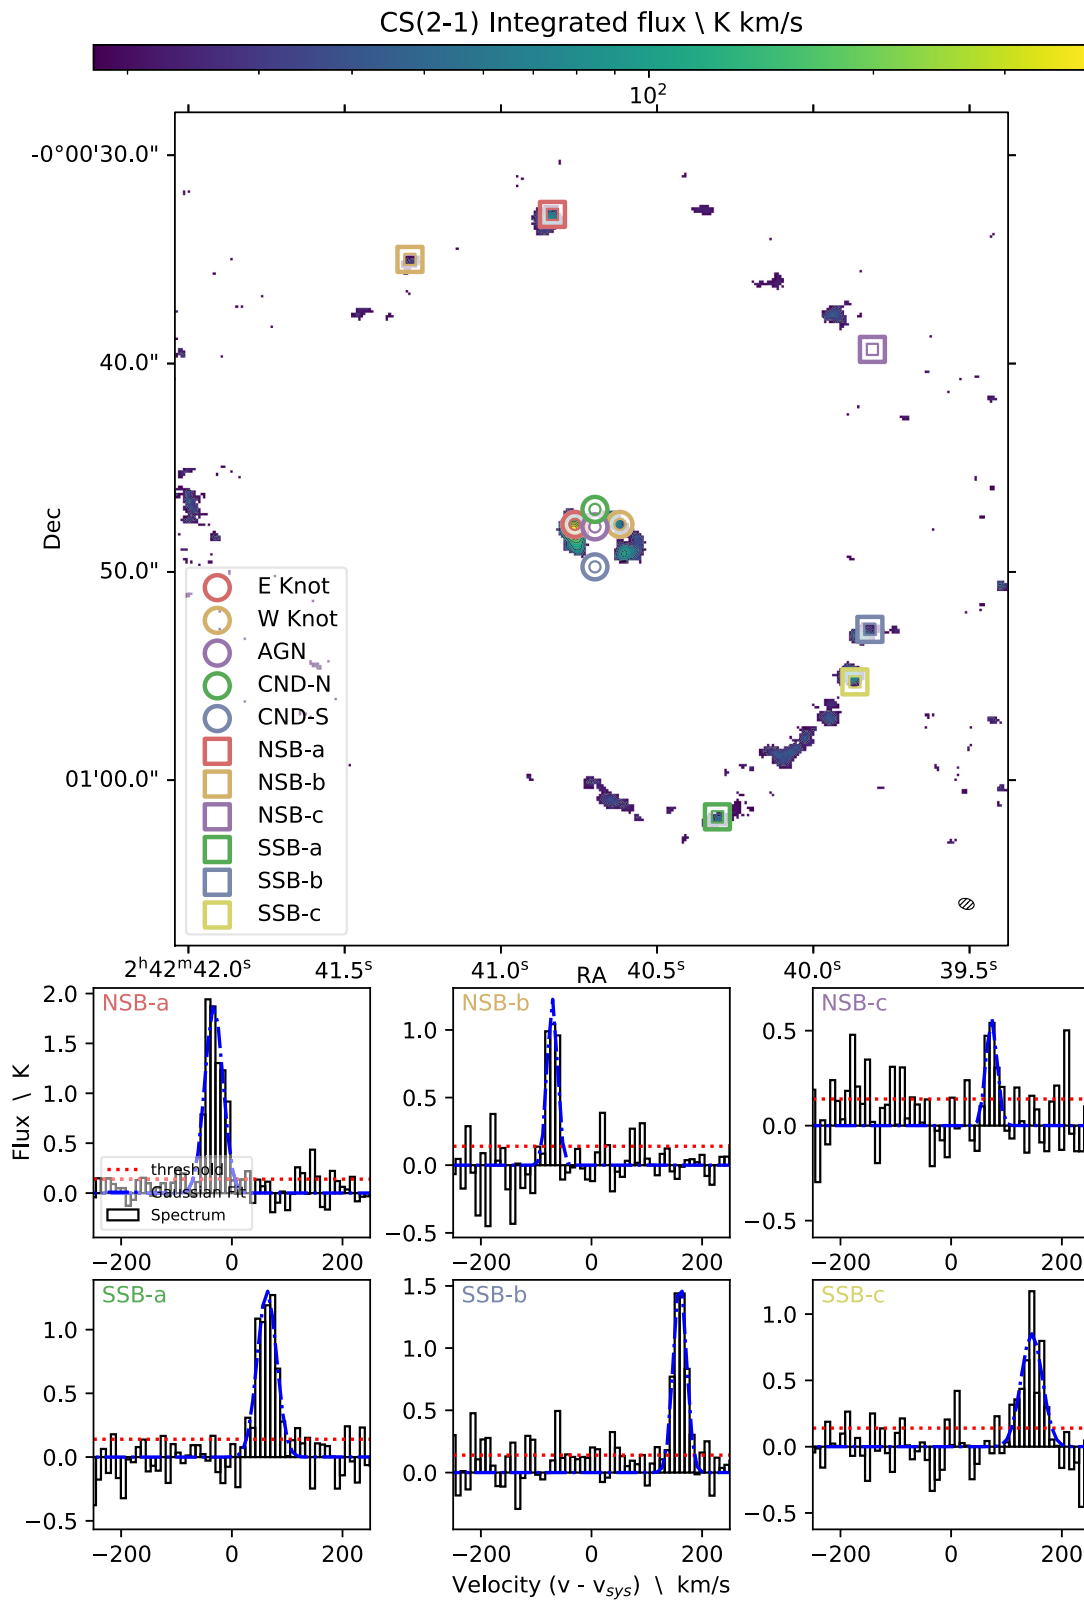 CS(2-1) Integrated flux \ K km/s
10²
-0°00'30.0"
40.0"
50.0"
01'00.0"
Dec
E Knot
W Knot
AGN
CND-N
CND-S
NSB-a
NSB-b
NSB-c
SSB-a
SSB-b
SSB-c
2ʰ42ᵐ42.0ˢ 41.5ˢ 41.0ˢ 40.5ˢ 40.0ˢ 39.5ˢ
RA
NSB-a NSB-b NSB-c
2.0
1.5
1.0
0.5
0.0
Flux \ K
threshold
Gaussian Fit
Spectrum
−200 0 200
1.0
0.5
0.0
−0.5
−200 0 200
0.5
0.0
−0.5
−200 0 200
SSB-a SSB-b SSB-c
1.0
0.5
0.0
−0.5
−200 0 200
1.5
1.0
0.5
0.0
−200 0 200
1.0
0.5
0.0
−0.5
−200 0 200
Velocity (v - v_sys) \ km/s